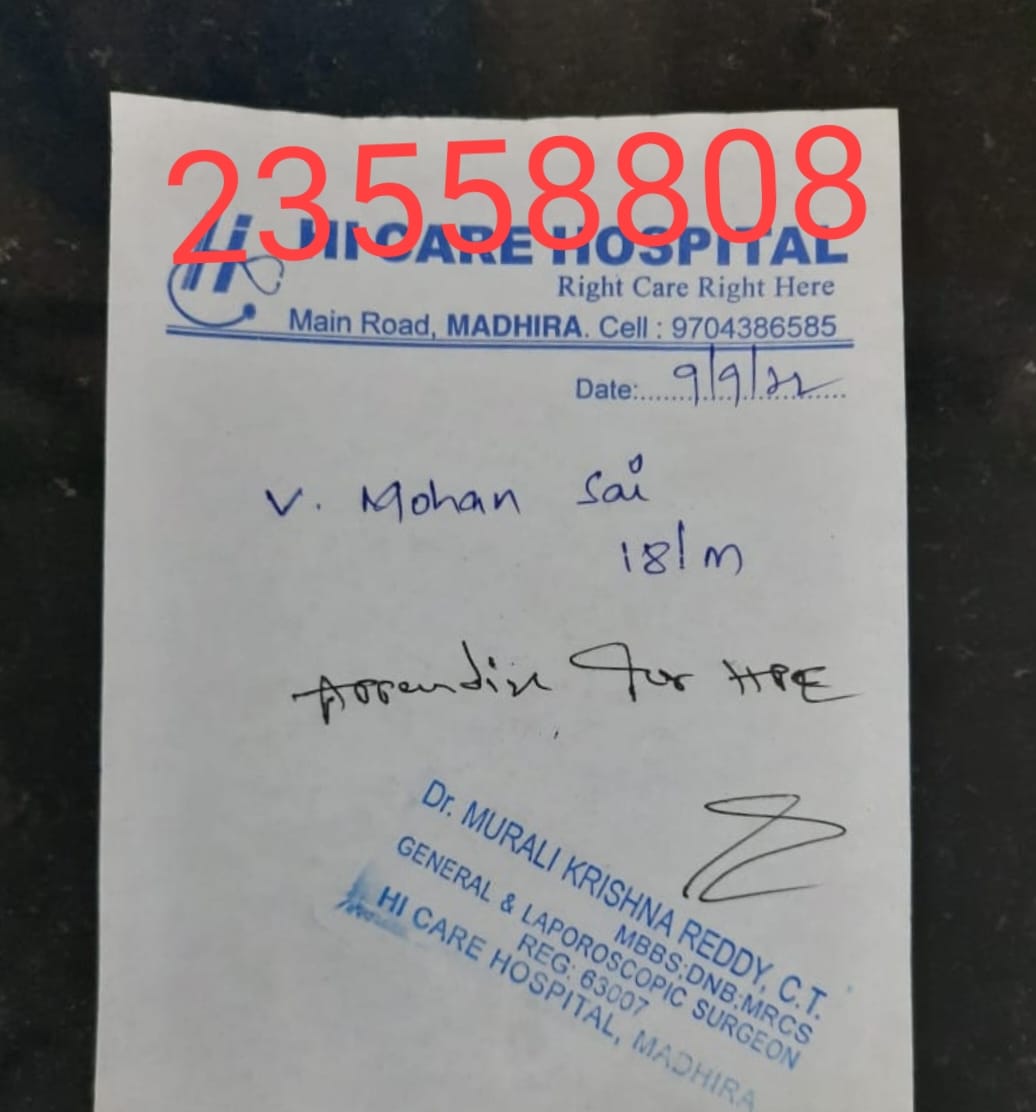 23558808
HI CARE HOSPITAL
Right Care Right Here
Main Road, MADHIRA. Cell : 9704386585
Date:......9/9/22......
V. Mohan Sai
18/m
Appendix for HPE
Dr. MURALI KRISHNA REDDY, C.T.
MBBS:DNB:MRCS
GENERAL & LAPOROSCOPIC SURGEON
REG: 63007
HI CARE HOSPITAL, MADHIRA